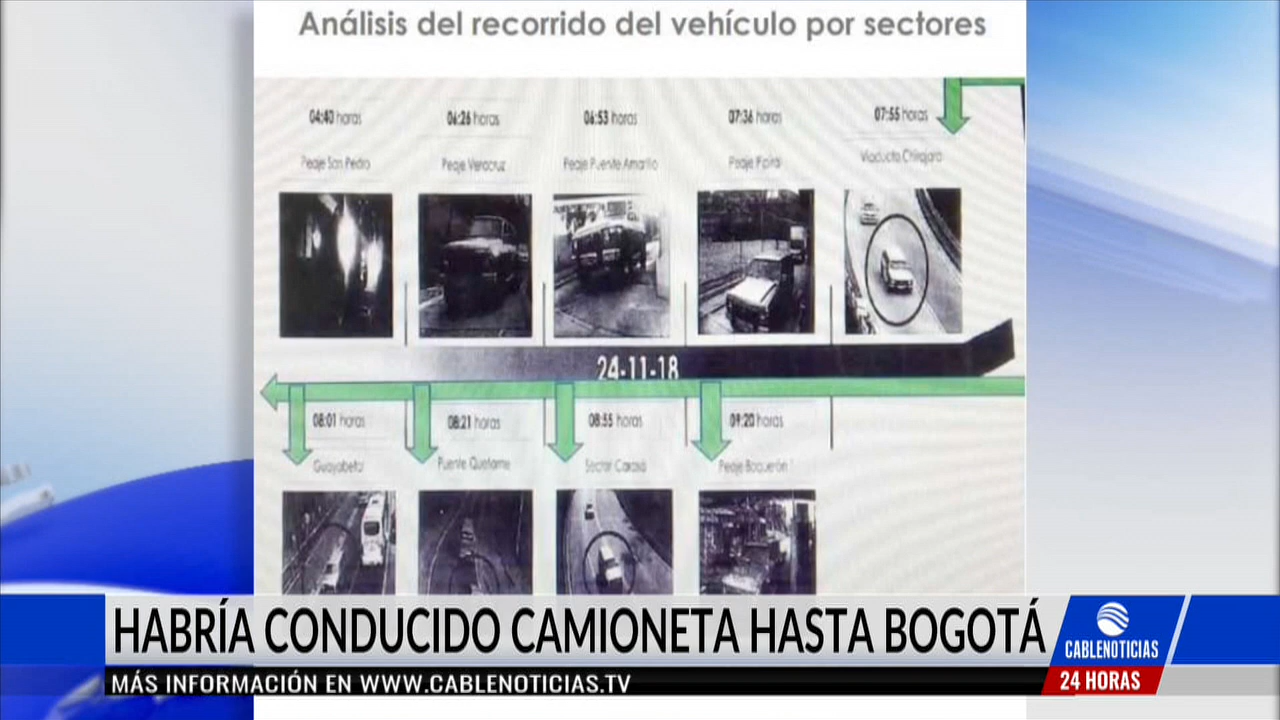 Análisis del recorrido del vehículo por sectores
04:40 horas
06:26 horas
06:53 horas
07:36 horas
07:55 horas
Peaje San Pedro
Peaje Veracruz
Peaje Puente Amarillo
Peaje Pipiral
Viaducto Chirajara
24-11-18
08:01 horas
08:21 horas
08:55 horas
09:20 horas
Guayabetal
Puente Quetame
Sector Caraza
Peaje Boquerón 1
HABRÍA CONDUCIDO CAMIONETA HASTA BOGOTÁ
CABLENOTICIAS
24 HORAS
MÁS INFORMACIÓN EN WWW.CABLENOTICIAS.TV